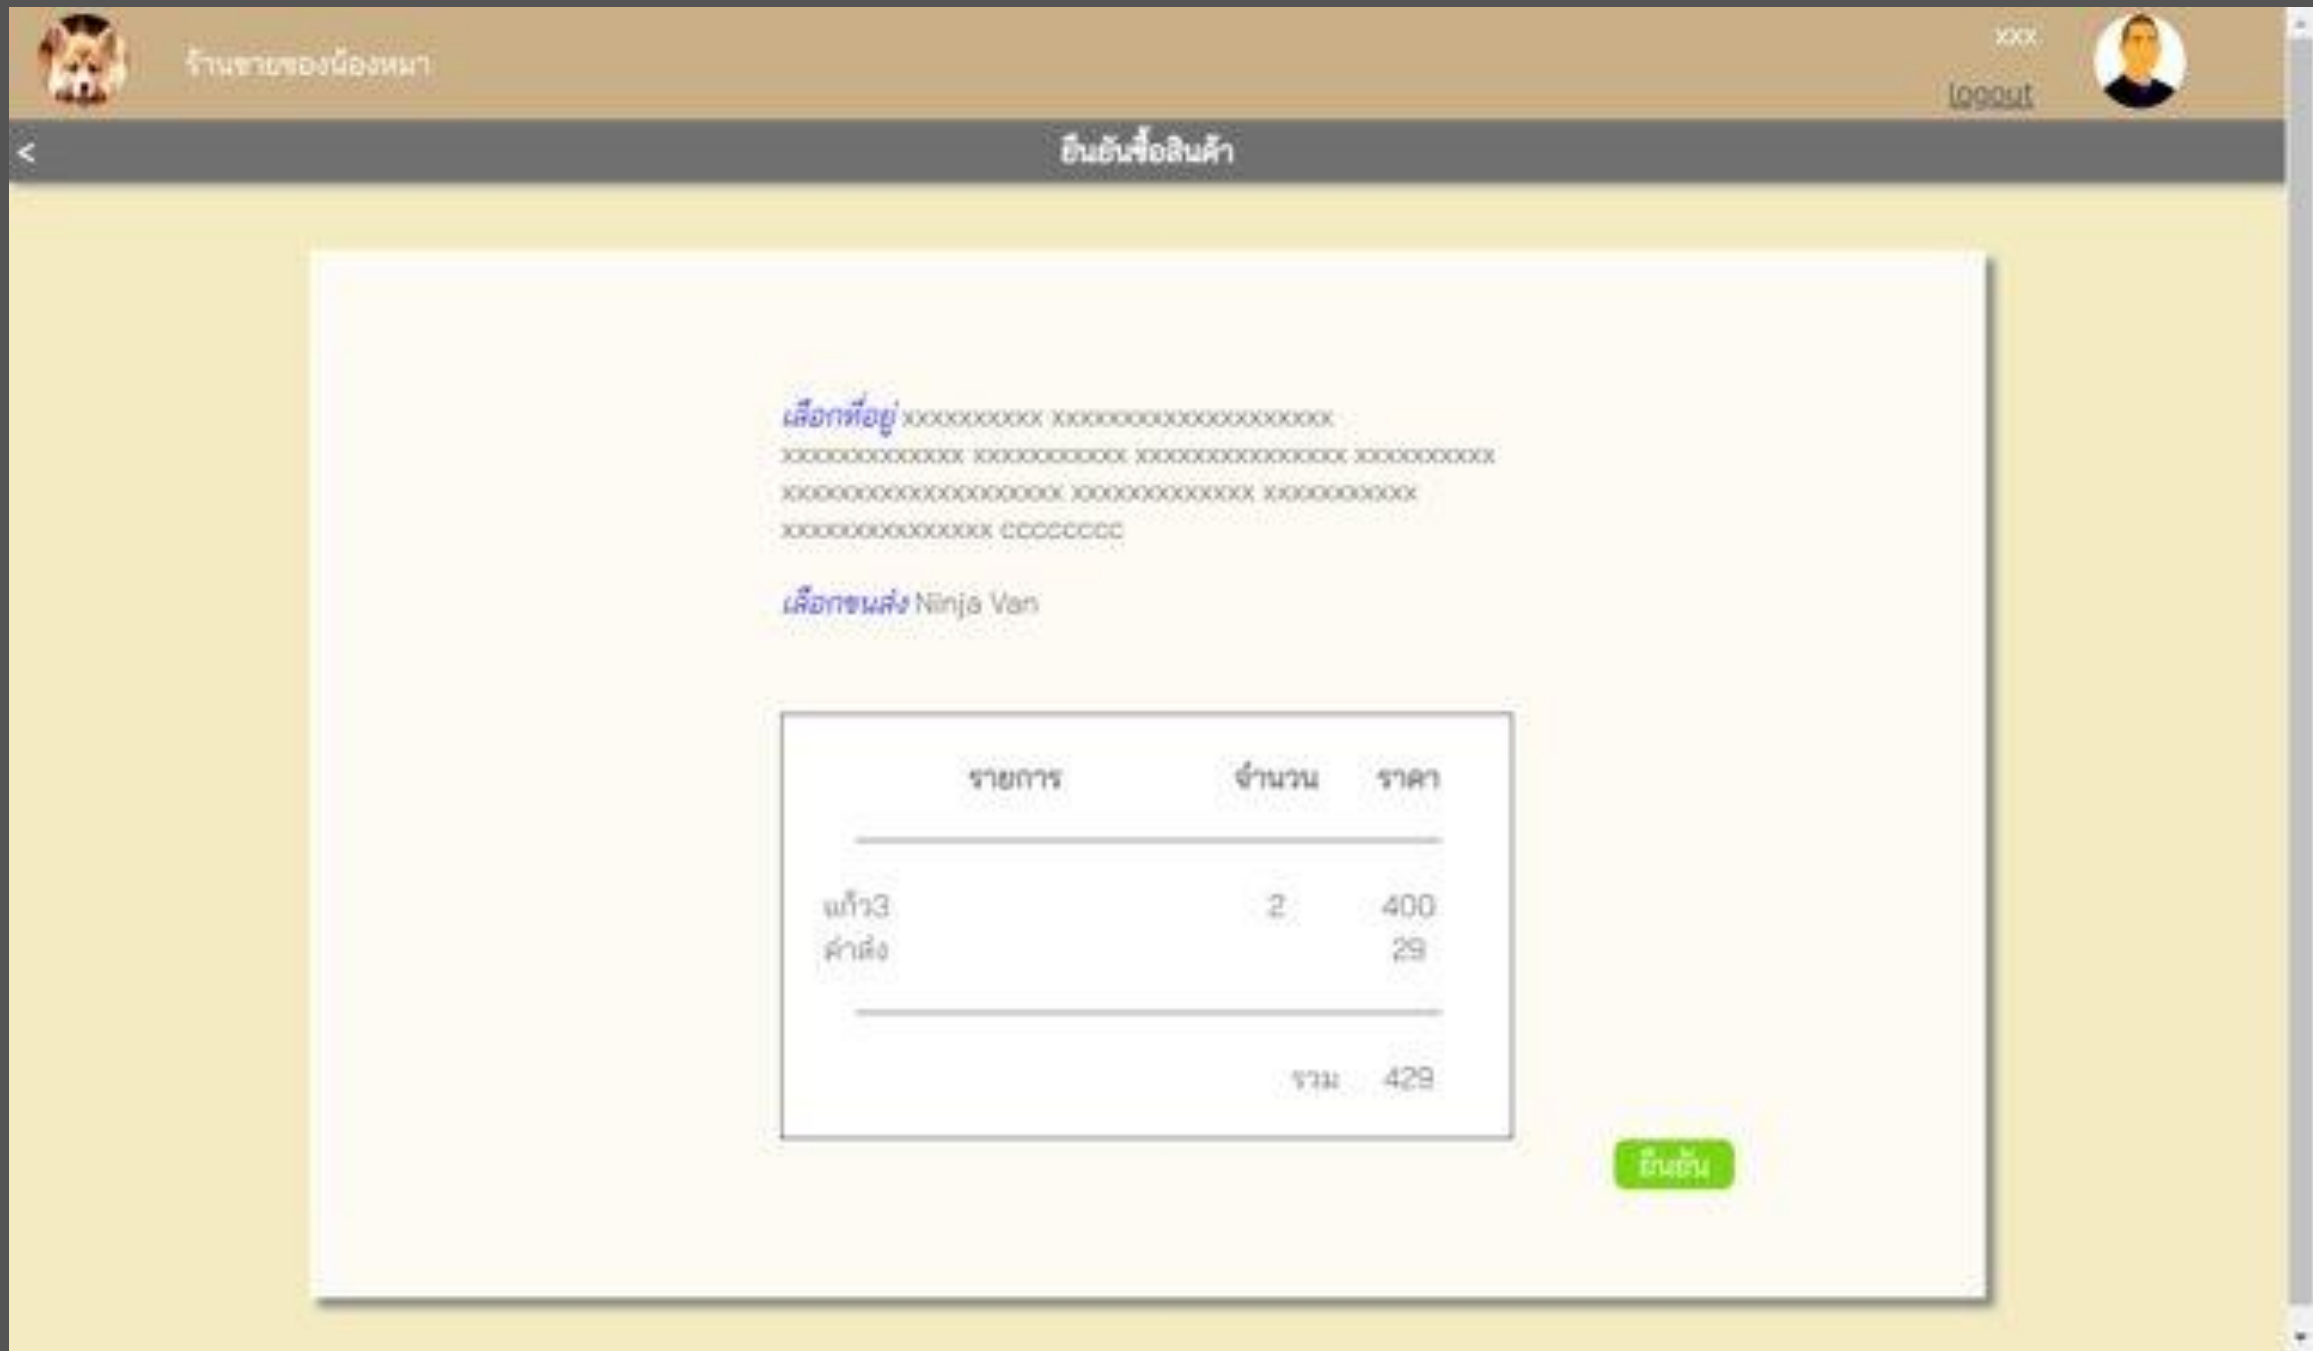 ร้านขายของน้องหมา
xxx
logout
<
ยืนยันซื้อสินค้า
เลือกที่อยู่ xxxxxxxxxx xxxxxxxxxxxxxxxxxxxx
xxxxxxxxxxxxx xxxxxxxxxxx xxxxxxxxxxxxxxx xxxxxxxxxx
xxxxxxxxxxxxxxxxxxxx xxxxxxxxxxxxx xxxxxxxxxxx
xxxxxxxxxxxxxxx cccccccc
เลือกขนส่ง Ninja Van
รายการ จำนวน ราคา
แก้ว3 2 400
ค่าส่ง 29
รวม 429
ยืนยัน